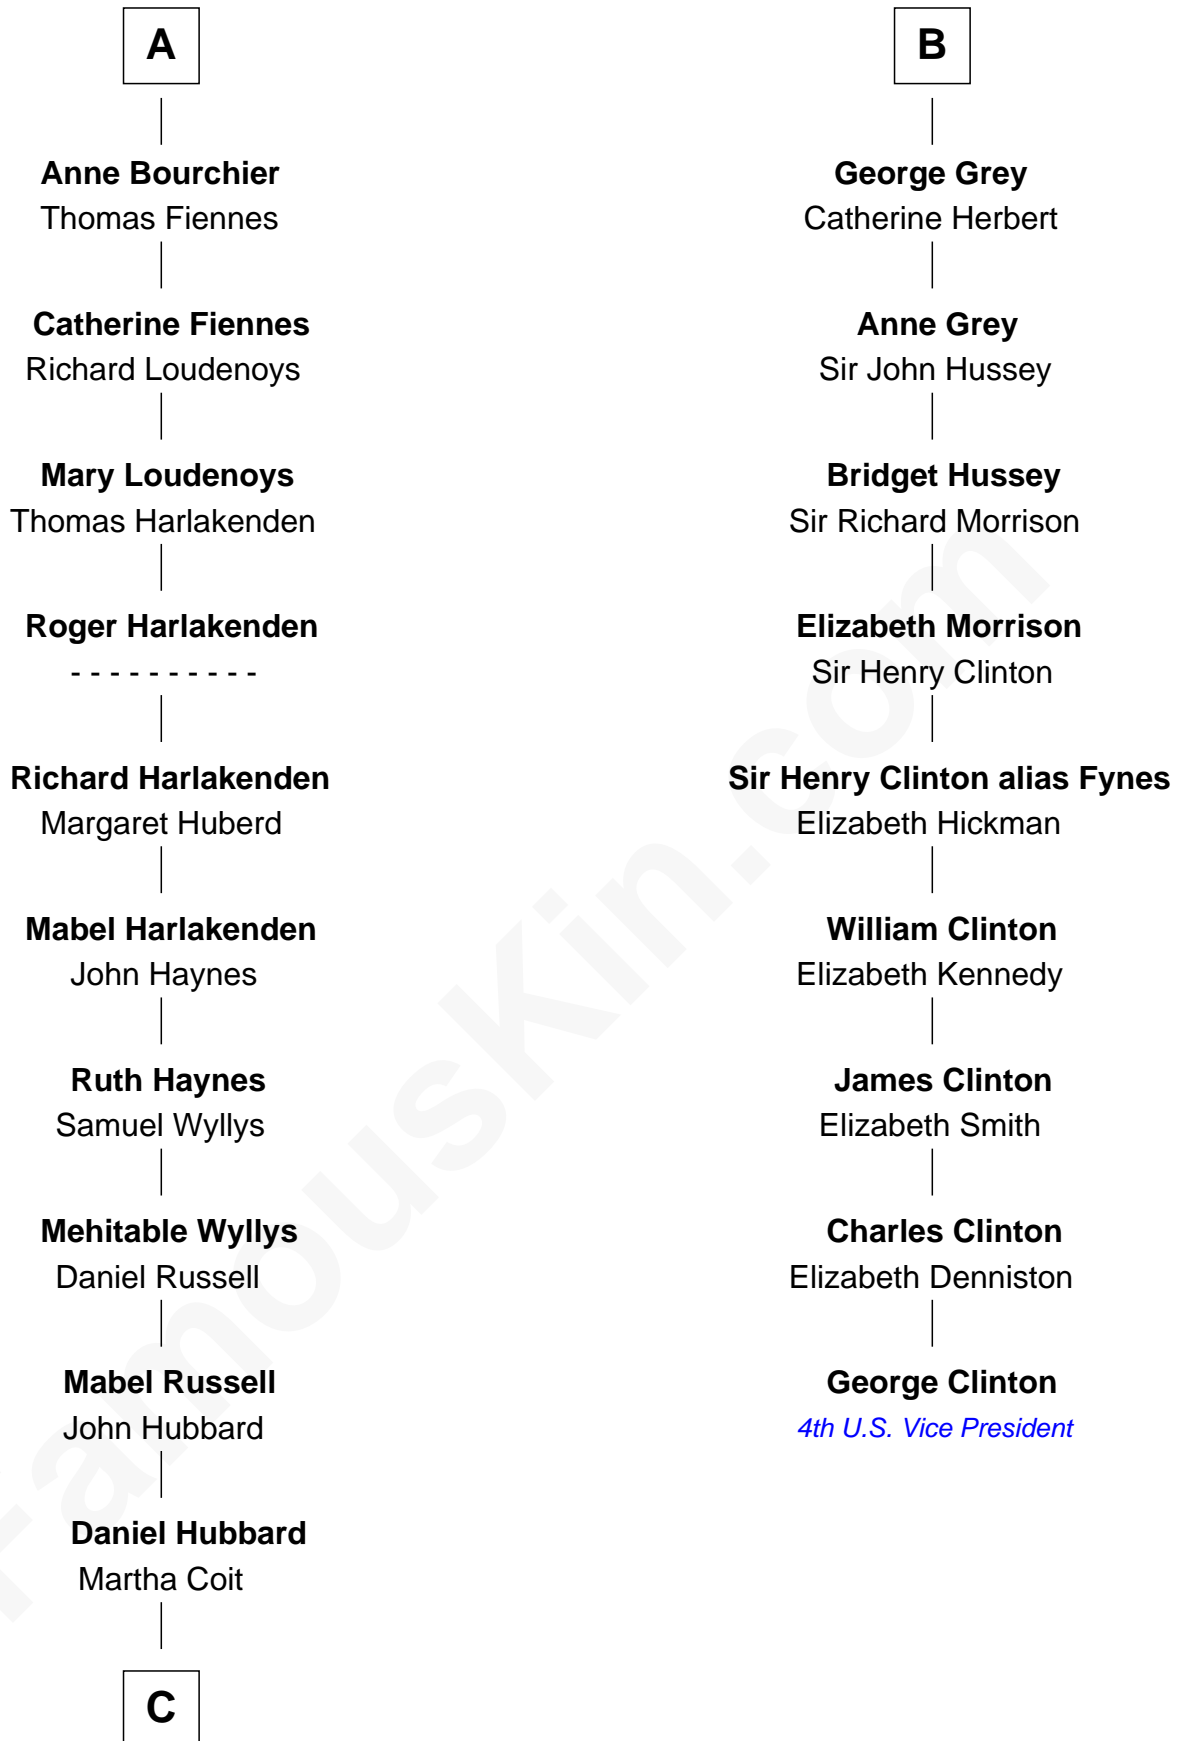 A
Anne Bourchier
Thomas Fiennes
Catherine Fiennes
Richard Loudenoys
Mary Loudenoys
Thomas Harlakenden
Roger Harlakenden
- - - - - - - - - -
Richard Harlakenden
Margaret Huberd
Mabel Harlakenden
John Haynes
Ruth Haynes
Samuel Wyllys
Mehitable Wyllys
Daniel Russell
Mabel Russell
John Hubbard
Daniel Hubbard
Martha Coit
C
B
George Grey
Catherine Herbert
Anne Grey
Sir John Hussey
Bridget Hussey
Sir Richard Morrison
Elizabeth Morrison
Sir Henry Clinton
Sir Henry Clinton alias Fynes
Elizabeth Hickman
William Clinton
Elizabeth Kennedy
James Clinton
Elizabeth Smith
Charles Clinton
Elizabeth Denniston
George Clinton
4th U.S. Vice President
FamousKin.com